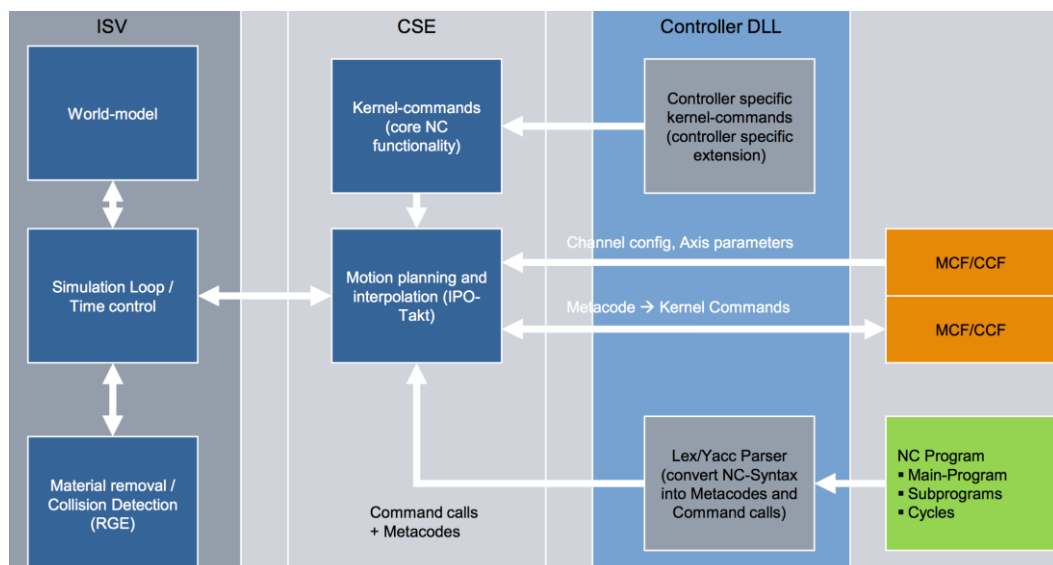 ISV
CSE
Controller DLL
World-model
Kernel-commands
(core NC
functionality)
Controller specific
kernel-commands
(controller specific
extension)
Simulation Loop /
Time control
Motion planning and
interpolation (IPO-
Takt)
Channel config, Axis parameters
MCF/CCF
Metacode → Kernel Commands
MCF/CCF
Material removal /
Collision Detection
(RGE)
Command calls
+ Metacodes
Lex/Yacc Parser
(convert NC-Syntax
into Metacodes and
Command calls)
NC Program
▪ Main-Program
▪ Subprograms
▪ Cycles